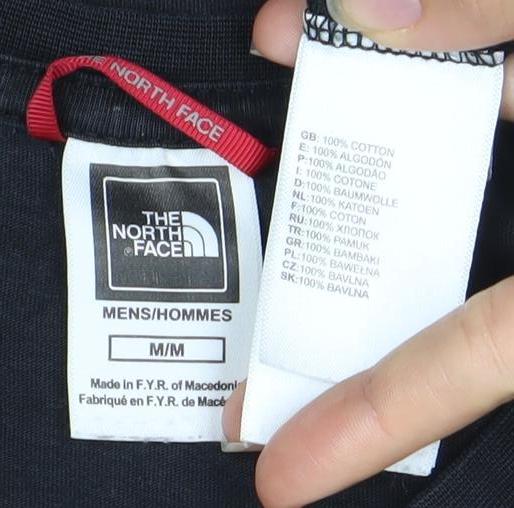 THE NORTH FACE
THE
NORTH
FACE
MENS/HOMMES
M/M
Made in F.Y.R. of Macedoni
Fabriqué en F.Y.R. de Macé
GB: 100% COTTON
E: 100% ALGODÓN
P: 100% ALGODÃO
I: 100% COTONE
D: 100% BAUMWOLLE
NL: 100% KATOEN
F: 100% COTON
RU: 100% ХЛОПОК
TR: 100% PAMUK
GR: 100% BAMBAKI
PL: 100% BAWEŁNA
CZ: 100% BAVLNA
SK: 100% BAVLNA